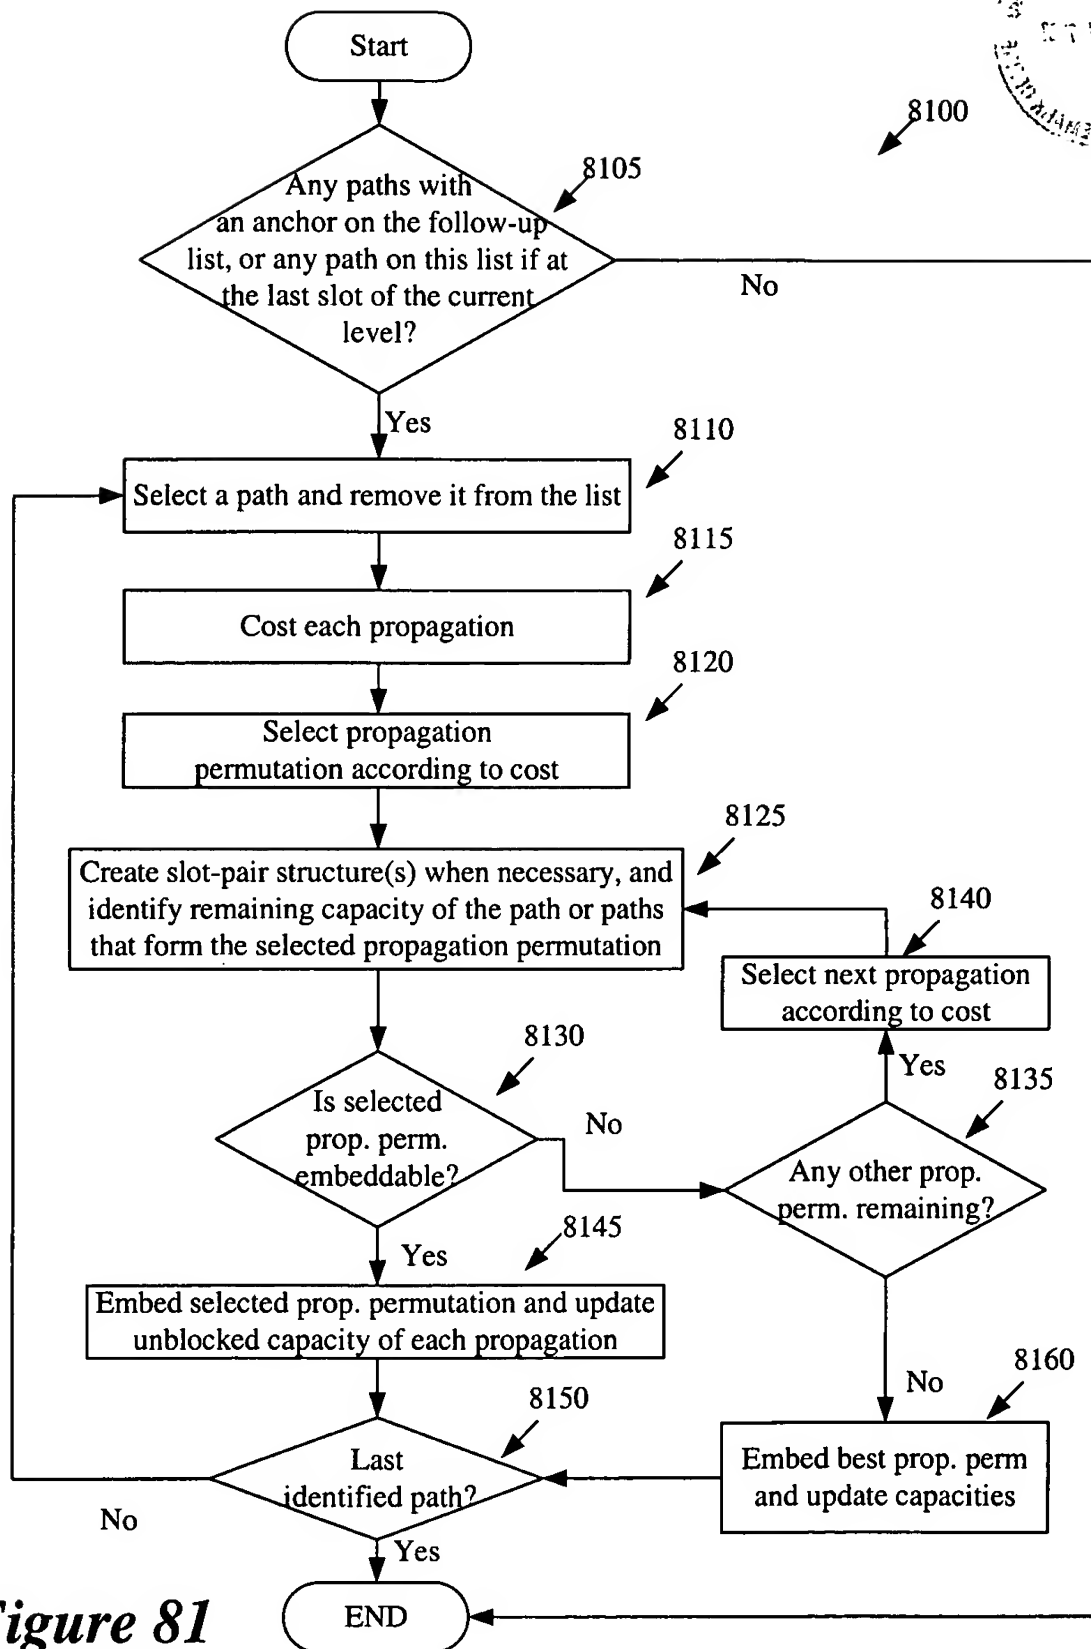 Start
8100
8105
Any paths with
an anchor on the follow-up
list, or any path on this list if at
the last slot of the current
level?
No
Yes
8110
Select a path and remove it from the list
8115
Cost each propagation
8120
Select propagation
permutation according to cost
8125
Create slot-pair structure(s) when necessary, and
identify remaining capacity of the path or paths
that form the selected propagation permutation
8140
Select next propagation
according to cost
8130
Is selected
prop. perm.
embeddable?
No
Yes
8135
Any other prop.
perm. remaining?
Yes
8145
Embed selected prop. permutation and update
unblocked capacity of each propagation
No
8160
Embed best prop. perm
and update capacities
8150
Last
identified path?
No
Yes
END
igure 81